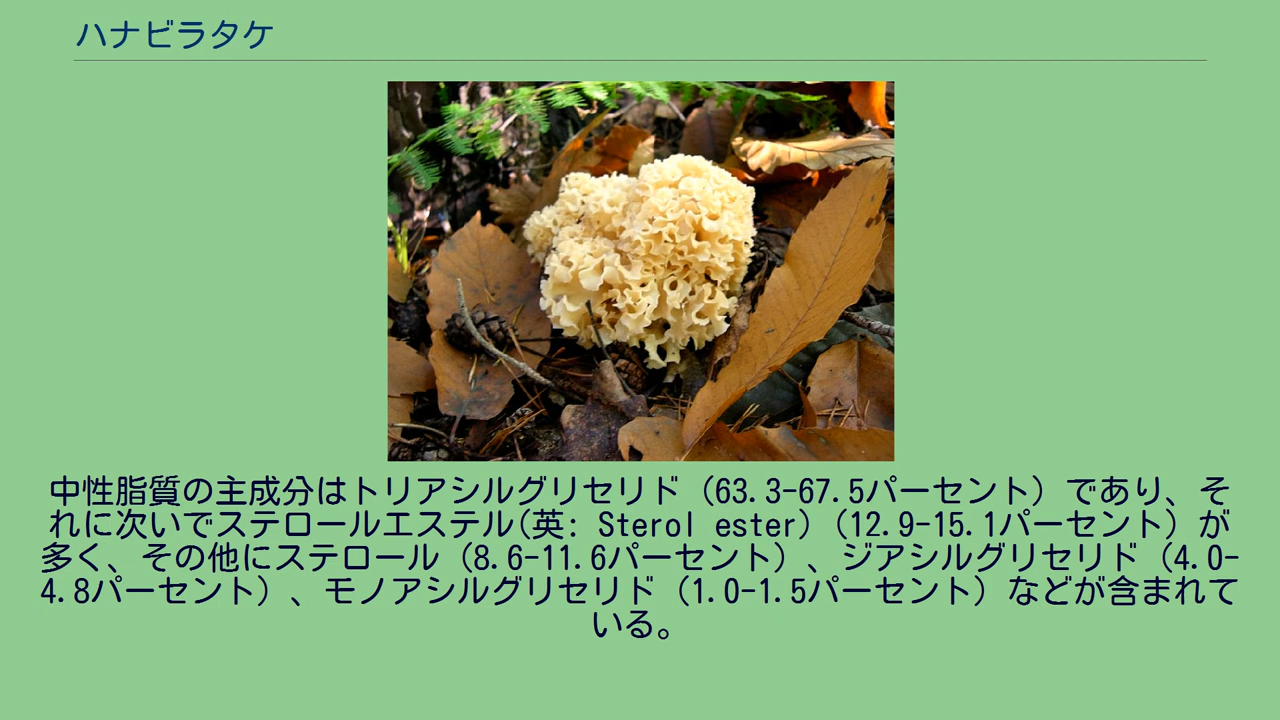 ハナビラタケ
中性脂質の主成分はトリアシルグリセリド（63.3-67.5パーセント）であり、そ
れに次いでステロールエステル(英: Sterol ester)（12.9-15.1パーセント）が
多く、その他にステロール（8.6-11.6パーセント）、ジアシルグリセリド（4.0-
4.8パーセント）、モノアシルグリセリド（1.0-1.5パーセント）などが含まれて
いる。